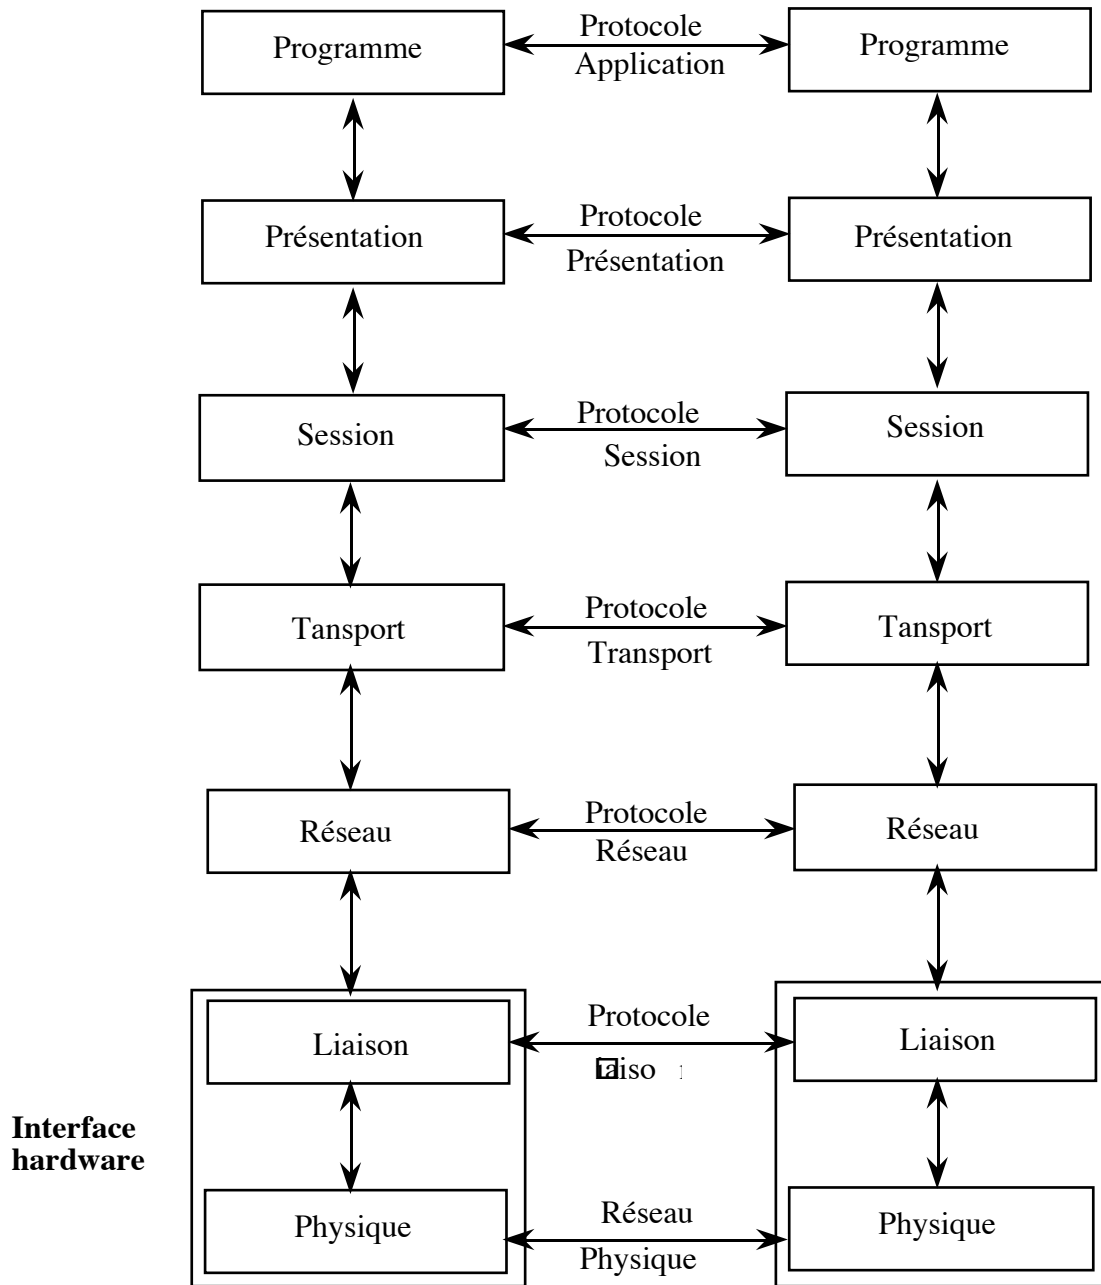 Programme
Protocole
Application
Programme
Présentation
Protocole
Présentation
Présentation
Session
Protocole
Session
Session
Tansport
Protocole
Transport
Tansport
Réseau
Protocole
Réseau
Réseau
Liaison
Protocole
Liaison
Interface
hardware
Physique
Réseau
Physique
Physique